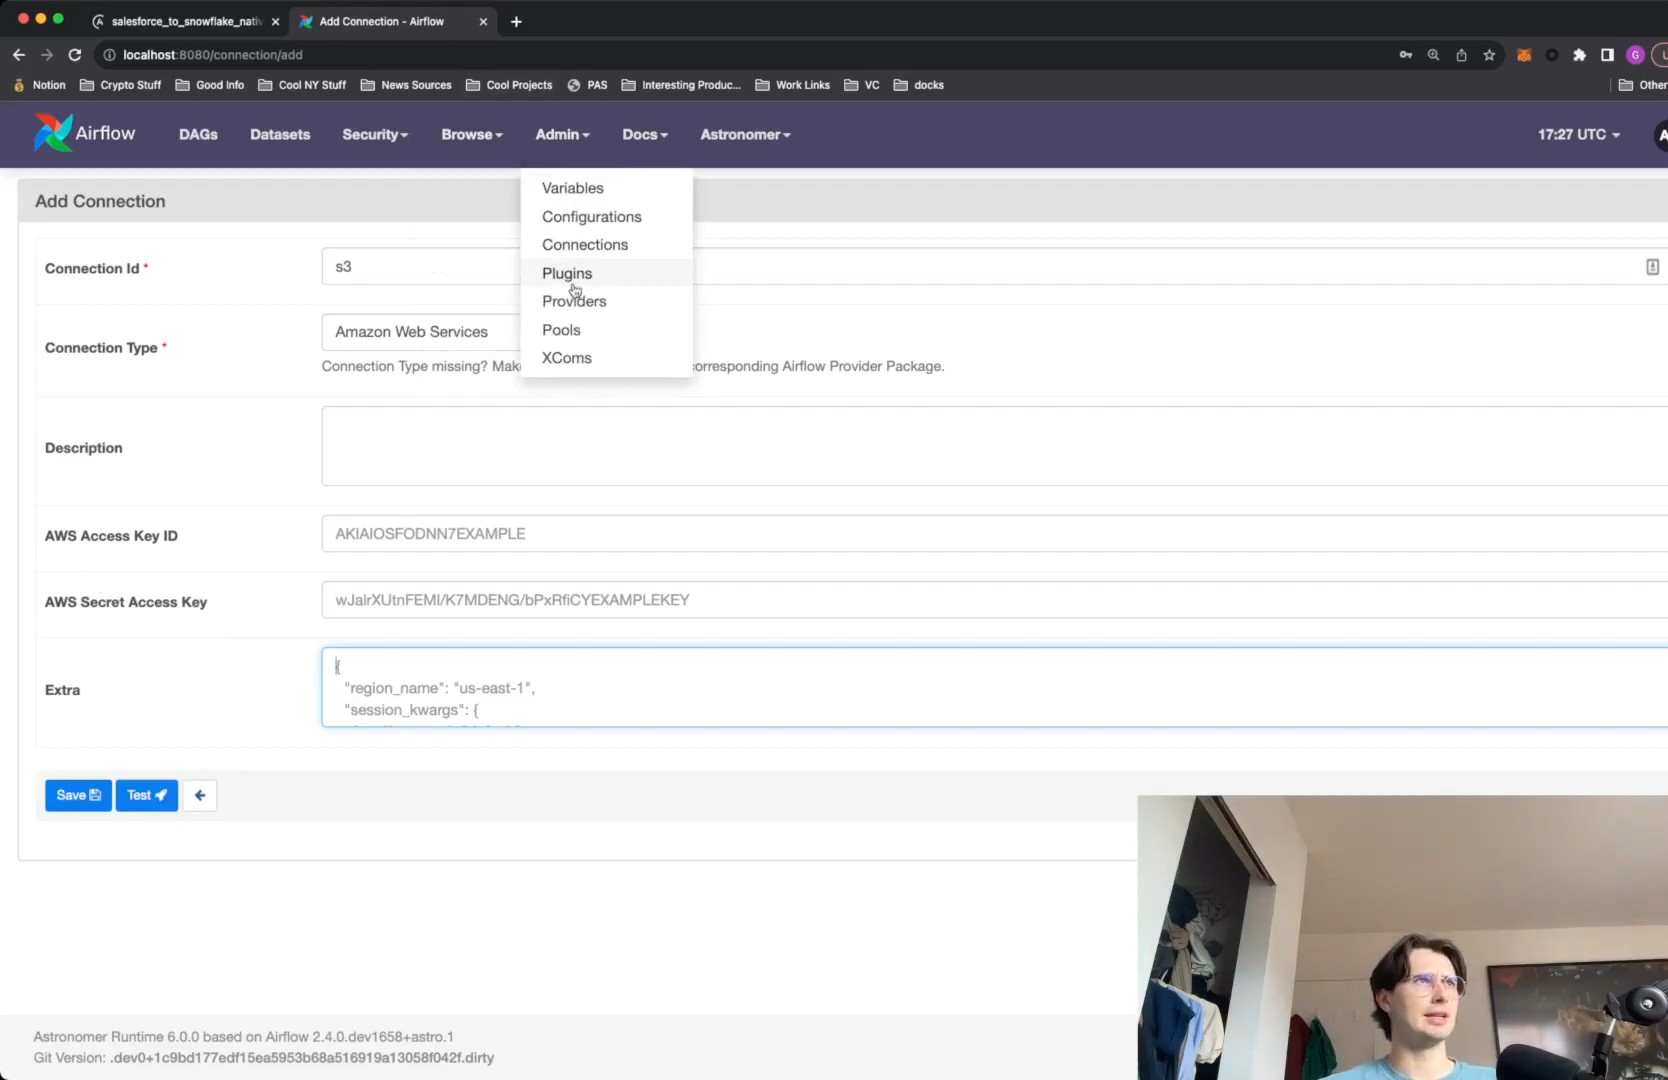 salesforce_to_snowflake_nativ
Add Connection - Airflow
localhost:8080/connection/add
G
Notion
Crypto Stuff
Good Info
Cool NY Stuff
News Sources
Cool Projects
PAS
Interesting Produc...
Work Links
VC
docks
Other
Airflow
DAGs
Datasets
Security
Browse
Admin
Docs
Astronomer
17:27 UTC
A
Variables
Configurations
Connections
Plugins
Providers
Pools
XComs
Add Connection
Connection Id *
s3
Connection Type *
Amazon Web Services
Connection Type missing? Make
orresponding Airflow Provider Package.
Description
AWS Access Key ID
AKIAIOSFODNN7EXAMPLE
AWS Secret Access Key
wJalrXUtnFEMI/K7MDENG/bPxRfiCYEXAMPLEKEY
Extra
{
"region_name": "us-east-1",
"session_kwargs": {
Save
Test
Astronomer Runtime 6.0.0 based on Airflow 2.4.0.dev1658+astro.1
Git Version: .dev0+1c9bd177edf15ea5953b68a516919a13058f042f.dirty